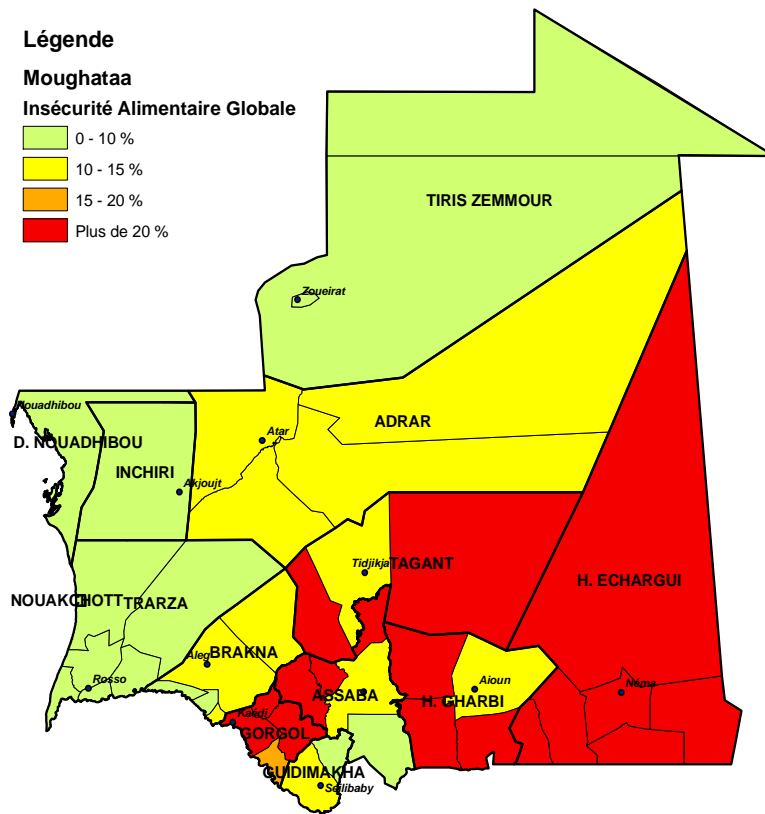 Légende
Moughataa
Insécurité Alimentaire Globale
0 - 10 %
10 - 15 %
15 - 20 %
Plus de 20 %
TIRIS ZEMMOUR
Zoueirat
Nouadhibou
D. NOUADHIBOU
ADRAR
Atar
INCHIRI
Akjoujt
Tidjikja
TAGANT
H. ECHARGUI
NOUAKCHOTT
TRARZA
Aleg
BRAKNA
Rosso
ASSABA
H. GHARBI
Aioun
Néma
Kaédi
GORGOL
GUIDIMAKHA
Seilibaby